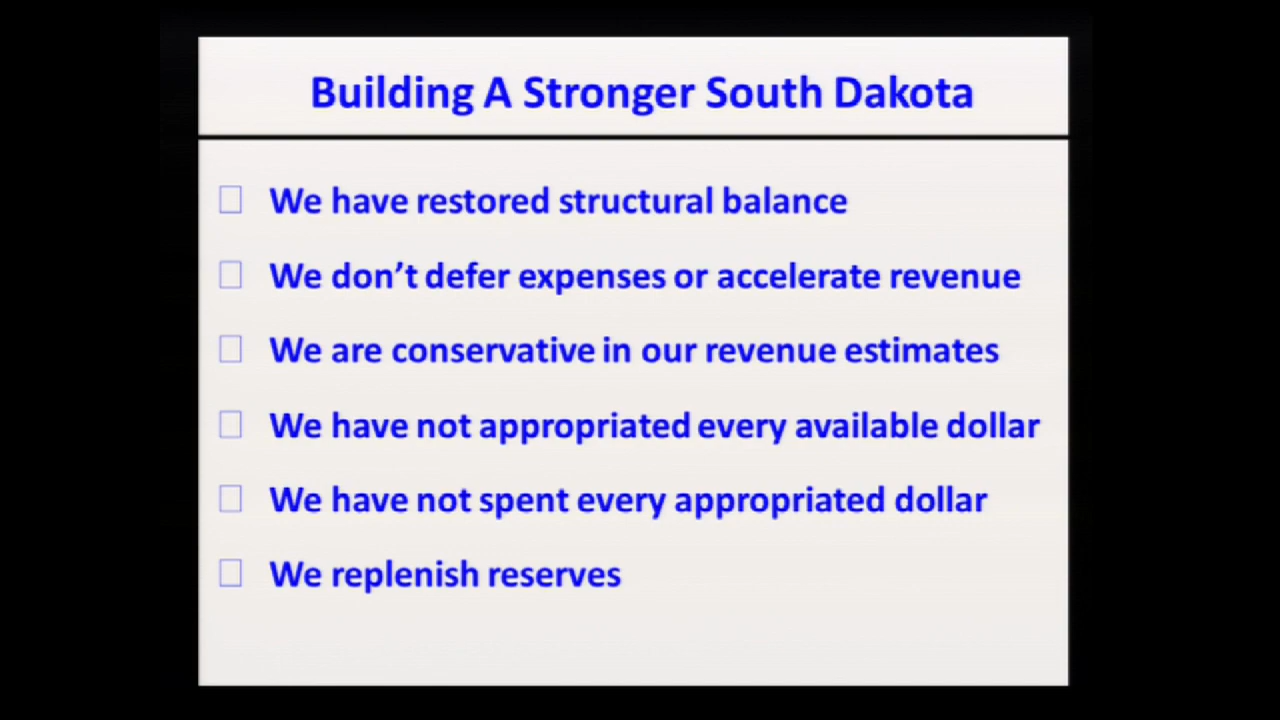 Building A Stronger South Dakota
We have restored structural balance
We don’t defer expenses or accelerate revenue
We are conservative in our revenue estimates
We have not appropriated every available dollar
We have not spent every appropriated dollar
We replenish reserves